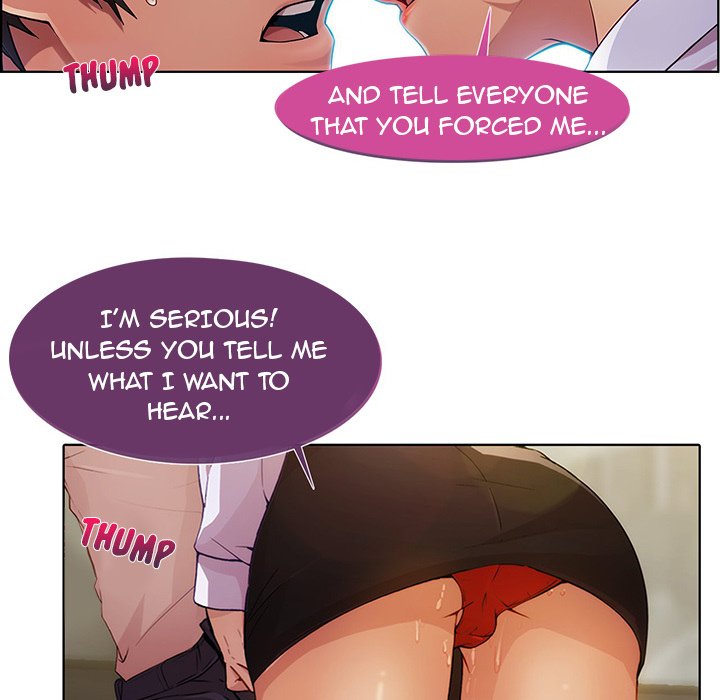 THUMP
AND TELL EVERYONE
THAT YOU FORCED ME...
I'M SERIOUS!
UNLESS YOU TELL ME
WHAT I WANT TO
HEAR...
THUMP